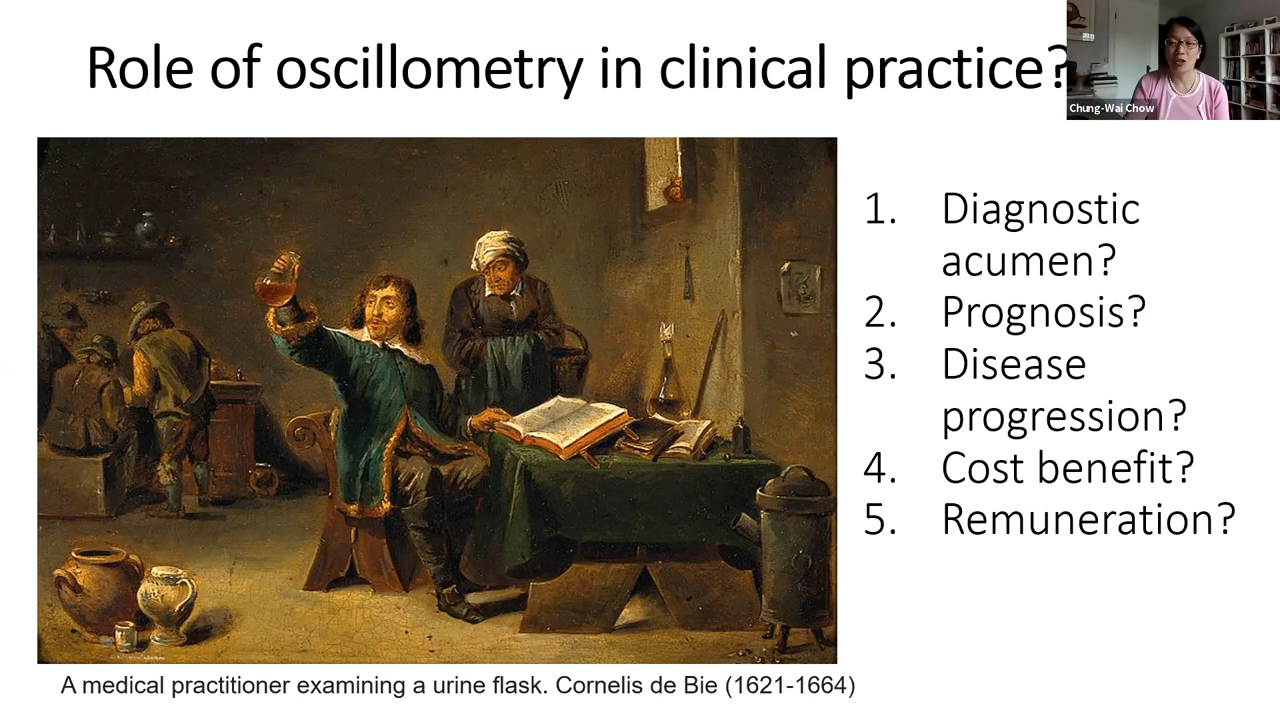 Role of oscillometry in clinical practice?
Chung-Wai Chow
1. Diagnostic
acumen?
2. Prognosis?
3. Disease
progression?
4. Cost benefit?
5. Remuneration?
A medical practitioner examining a urine flask. Cornelis de Bie (1621-1664)